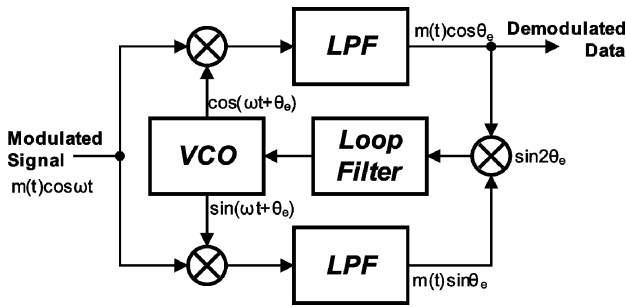 LPF
m(t)cosθe
Demodulated
Data
cos(ωt+θe)
Modulated
Signal
m(t)cosωt
VCO
Loop
Filter
sin2θe
sin(ωt+θe)
LPF
m(t)sinθe